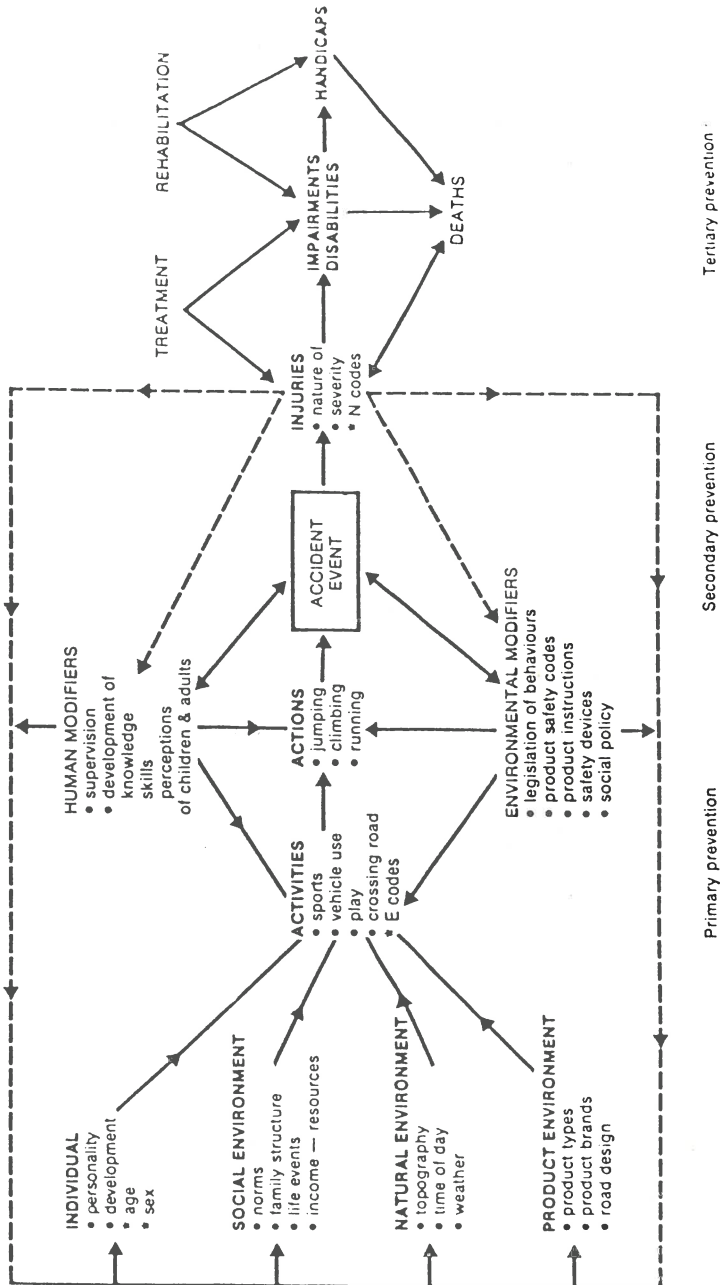 INDIVIDUAL
• personality
• development
* age
* sex
SOCIAL ENVIRONMENT
• norms
• family structure
• life events
• income — resources
NATURAL ENVIRONMENT
• topography
• time of day
• weather
PRODUCT ENVIRONMENT
• product types
• product brands
• road design
ACTIVITIES
• sports
• vehicle use
• play
• crossing road
* E codes
HUMAN MODIFIERS
• supervision
• development of
knowledge
skills
perceptions
of children & adults
ACTIONS
• jumping
• climbing
• running
ENVIRONMENTAL MODIFIERS
• legislation of behaviours
• product safety codes
• product instructions
• safety devices
• social policy
ACCIDENT
EVENT
INJURIES
• nature of
• severity
* N codes
TREATMENT
REHABILITATION
IMPAIRMENTS
DISABILITIES
HANDICAPS
DEATHS
Primary prevention
Secondary prevention
Tertiary prevention